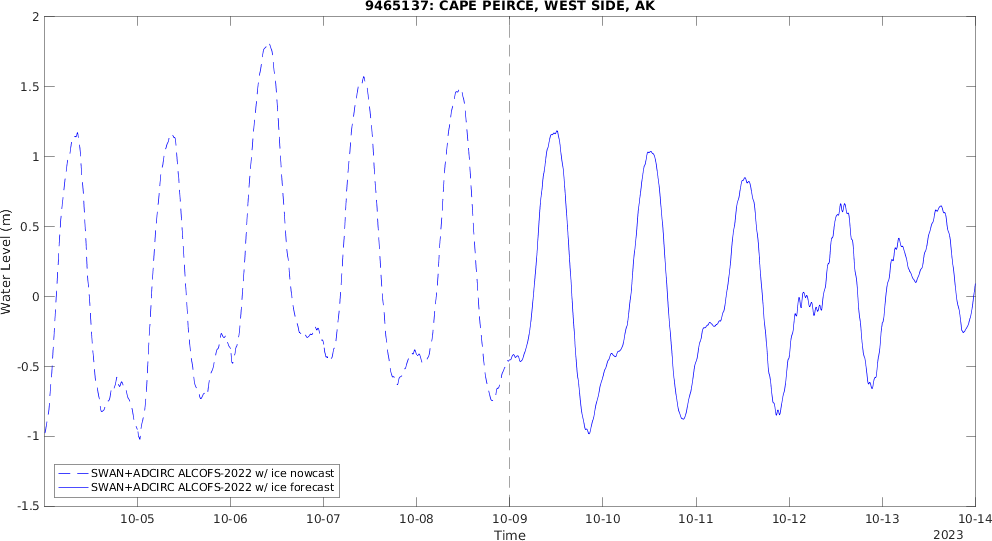 9465137: CAPE PEIRCE, WEST SIDE, AK
2
1.5
1
0.5
0
-0.5
-1
-1.5
Water Level (m)
SWAN+ADCIRC ALCOFS-2022 w/ ice nowcast
SWAN+ADCIRC ALCOFS-2022 w/ ice forecast
10-05 10-06 10-07 10-08 10-09 10-10 10-11 10-12 10-13 10-14
Time
2023